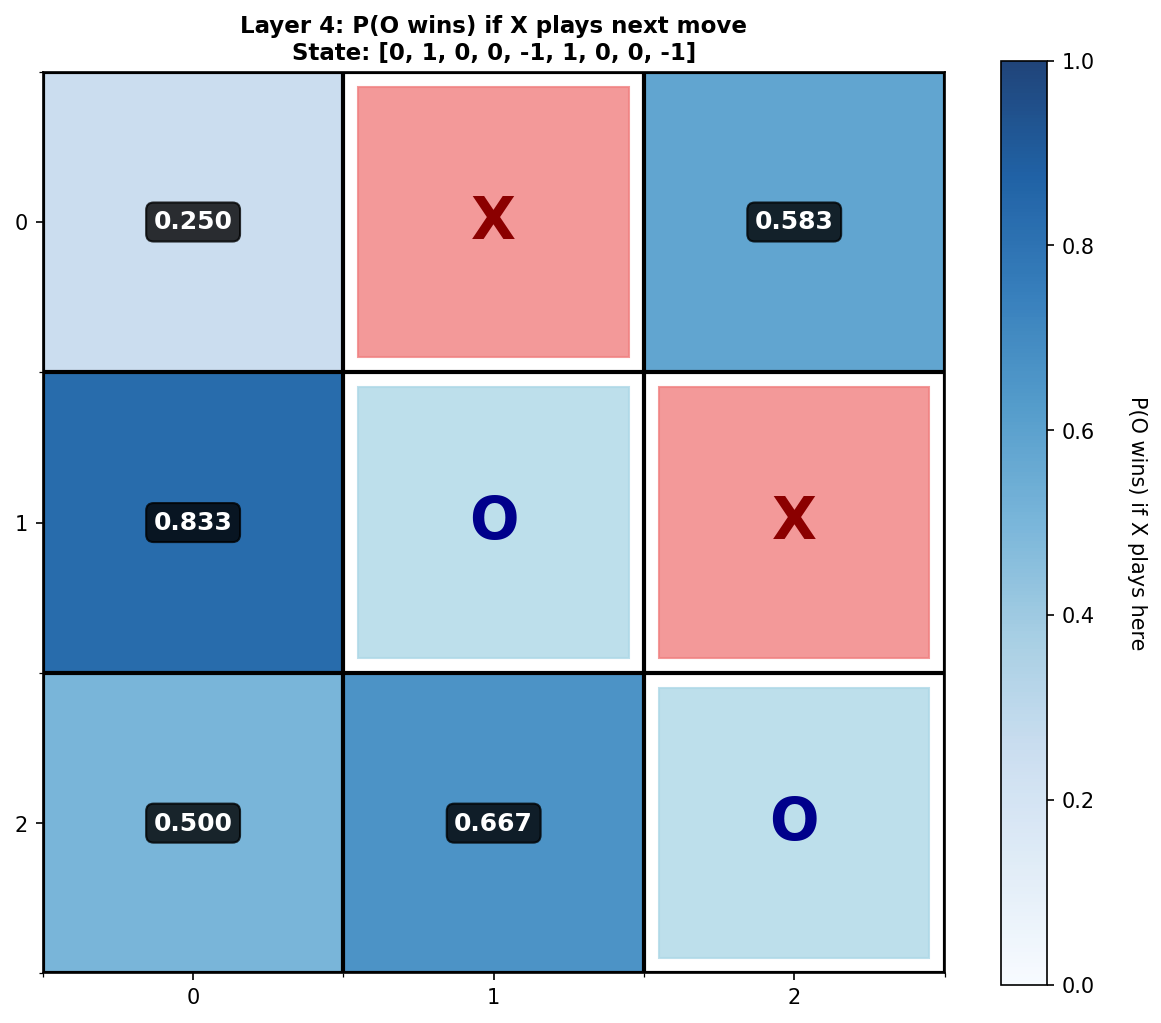 Layer 4: P(O wins) if X plays next move
State: [0, 1, 0, 0, -1, 1, 0, 0, -1]
0.250 X 0.583
0.833 O X
0.500 0.667 O
0
1
2
0 1 2
1.0
0.8
0.6
0.4
0.2
0.0
P(O wins) if X plays here